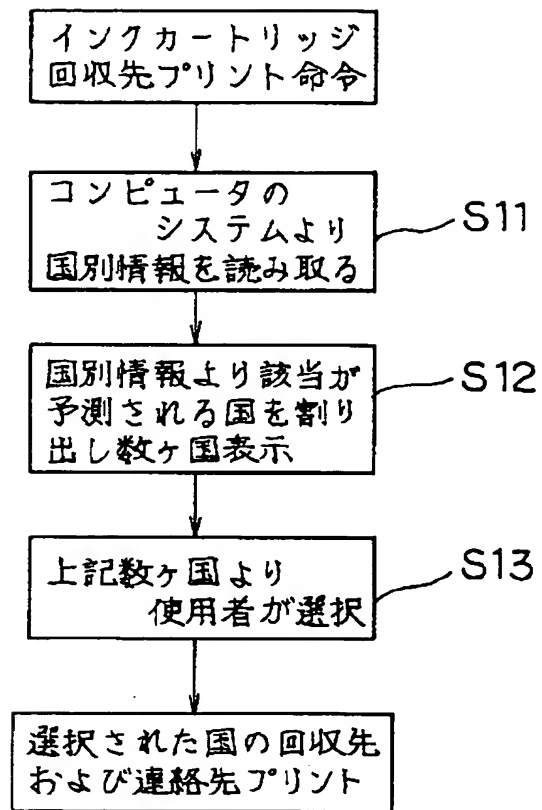 インクカートリッジ
回収先プリント命令
コンピュータの
システムより
国別情報を読み取る
S11
国別情報より該当が
予測される国を割り
出し数ヶ国表示
S12
上記数ヶ国より
使用者が選択
S13
選択された国の回収先
および連絡先プリント